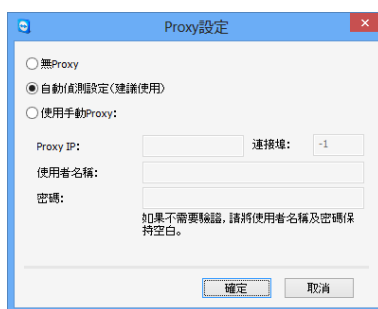 Proxy設定
無Proxy
自動偵測設定(建議使用)
使用手動Proxy:
Proxy IP: 連接埠: -1
使用者名稱:
密碼:
如果不需要驗證, 請將使用者名稱及密碼保
持空白。
確定 取消